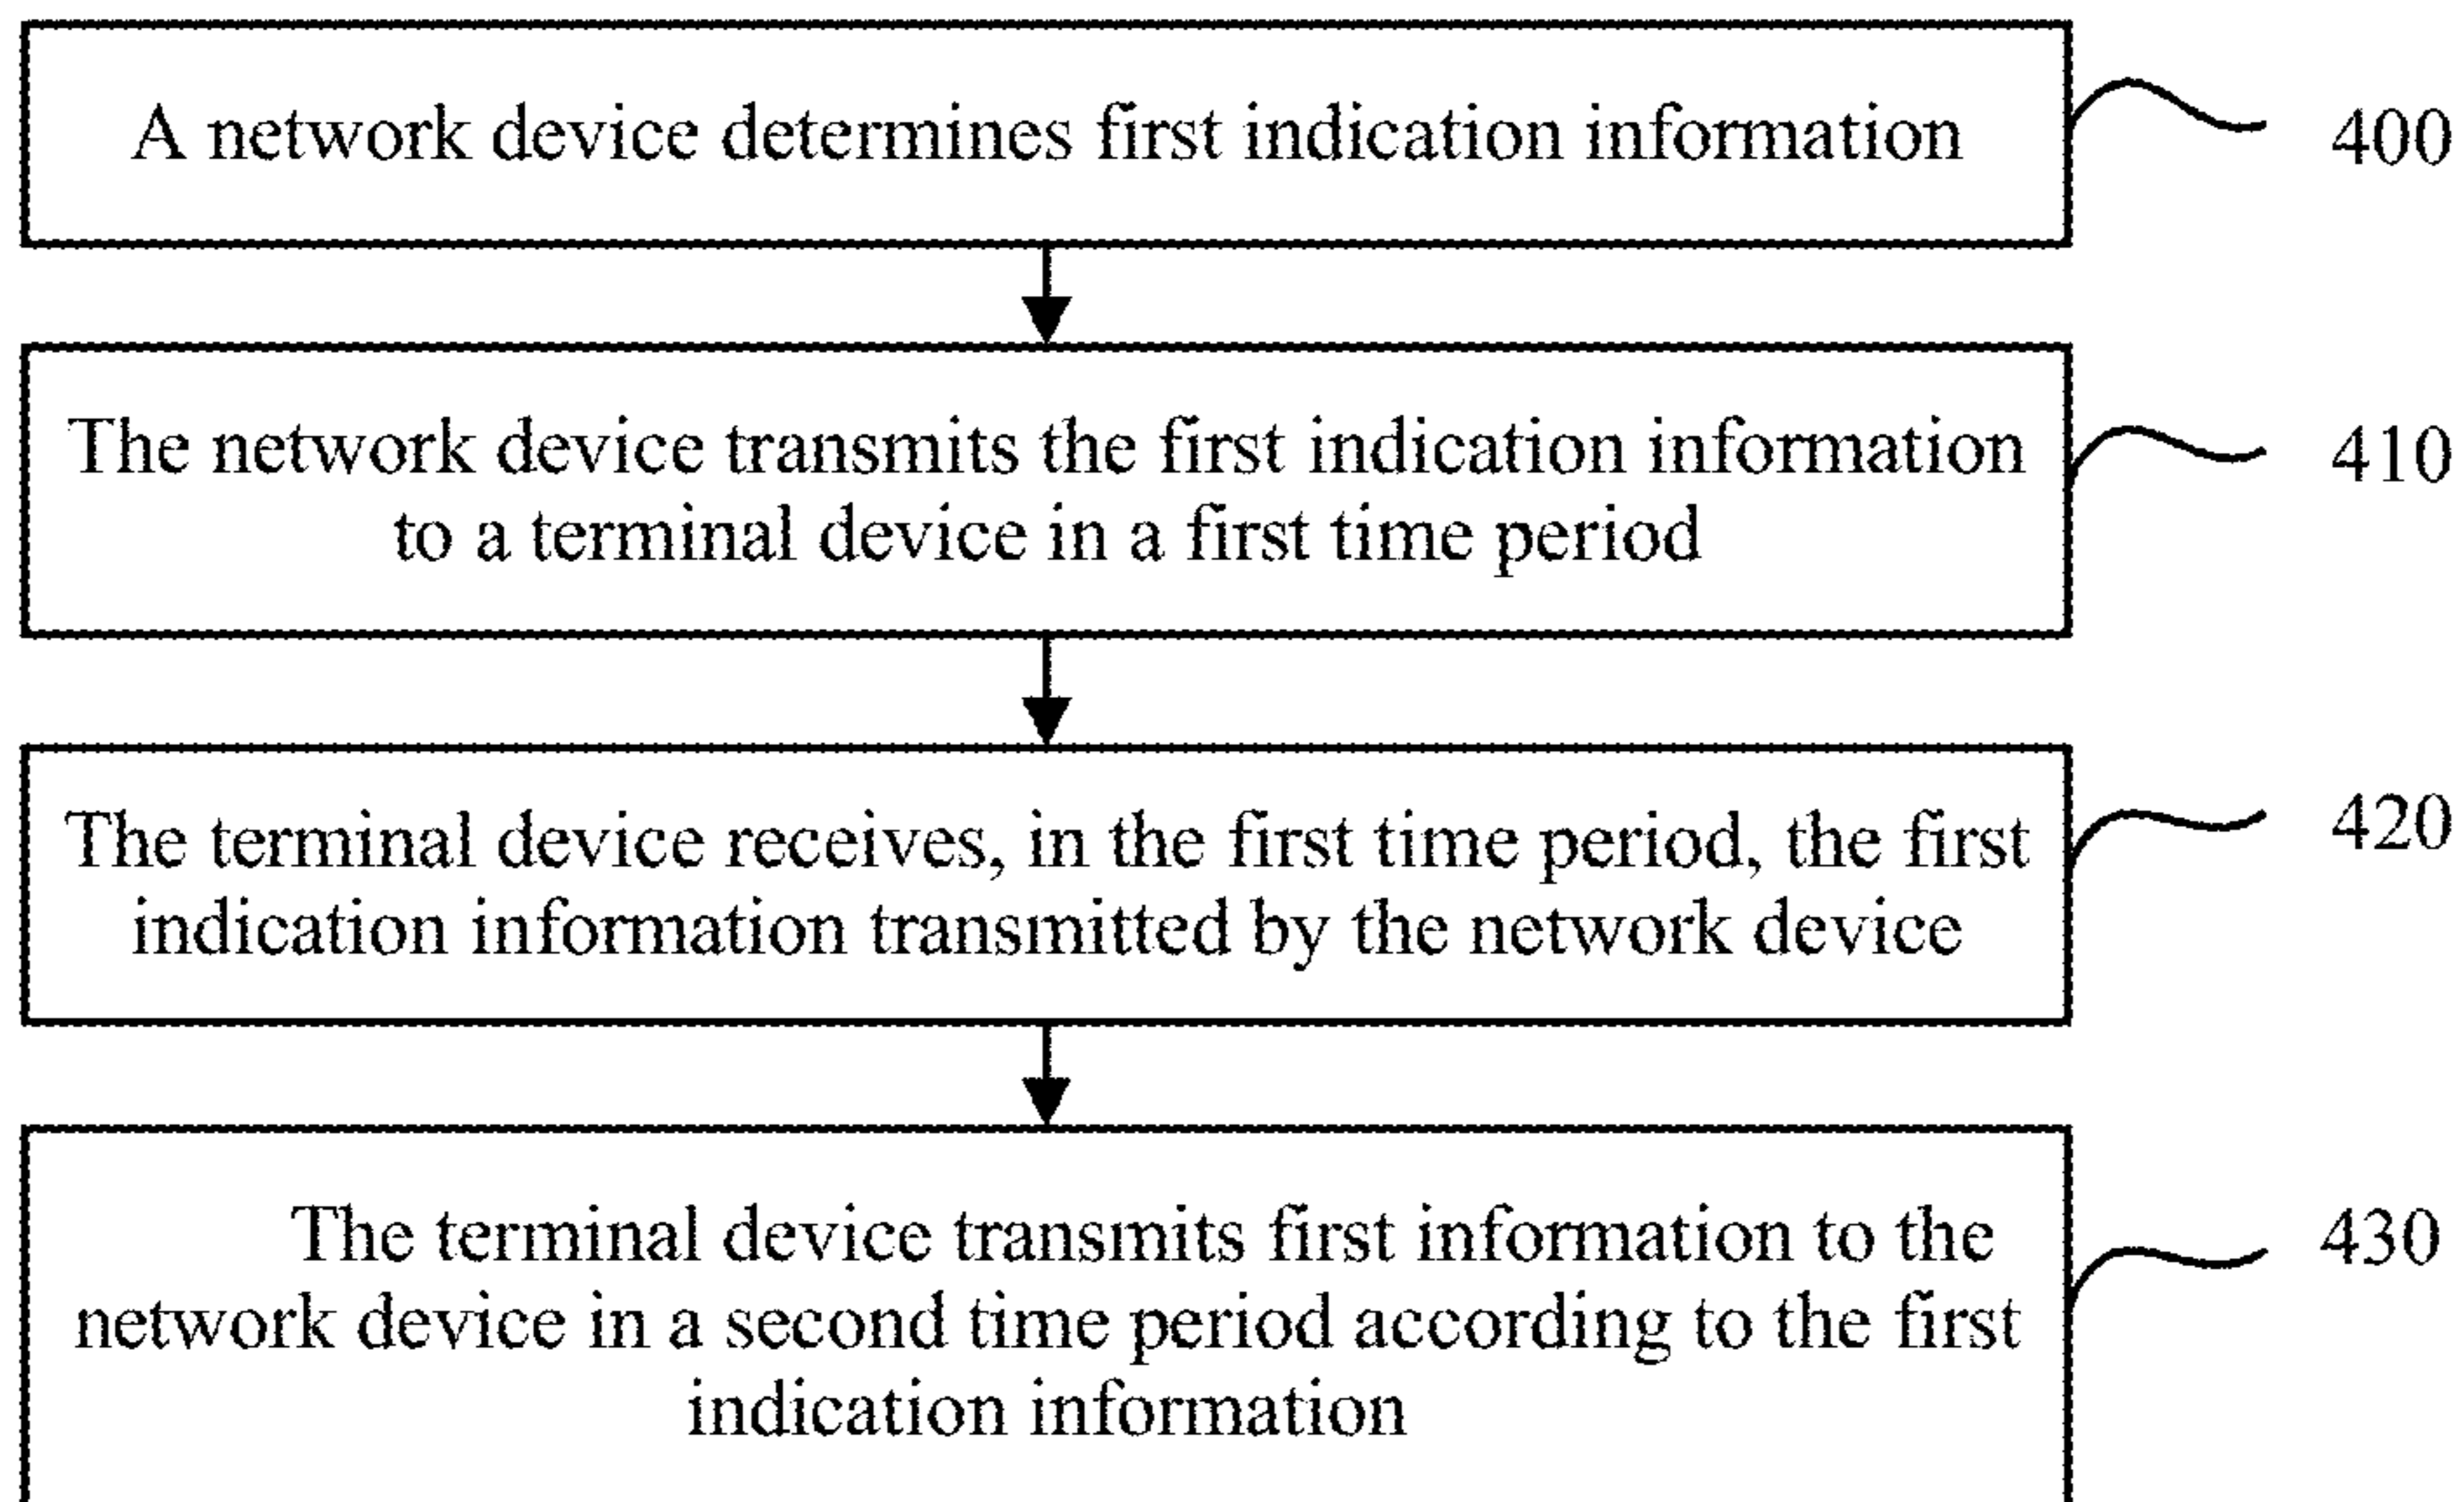 A network device determines first indication information
400
The network device transmits the first indication information
to a terminal device in a first time period
410
The terminal device receives, in the first time period, the first
indication information transmitted by the network device
420
The terminal device transmits first information to the
network device in a second time period according to the first
indication information
430